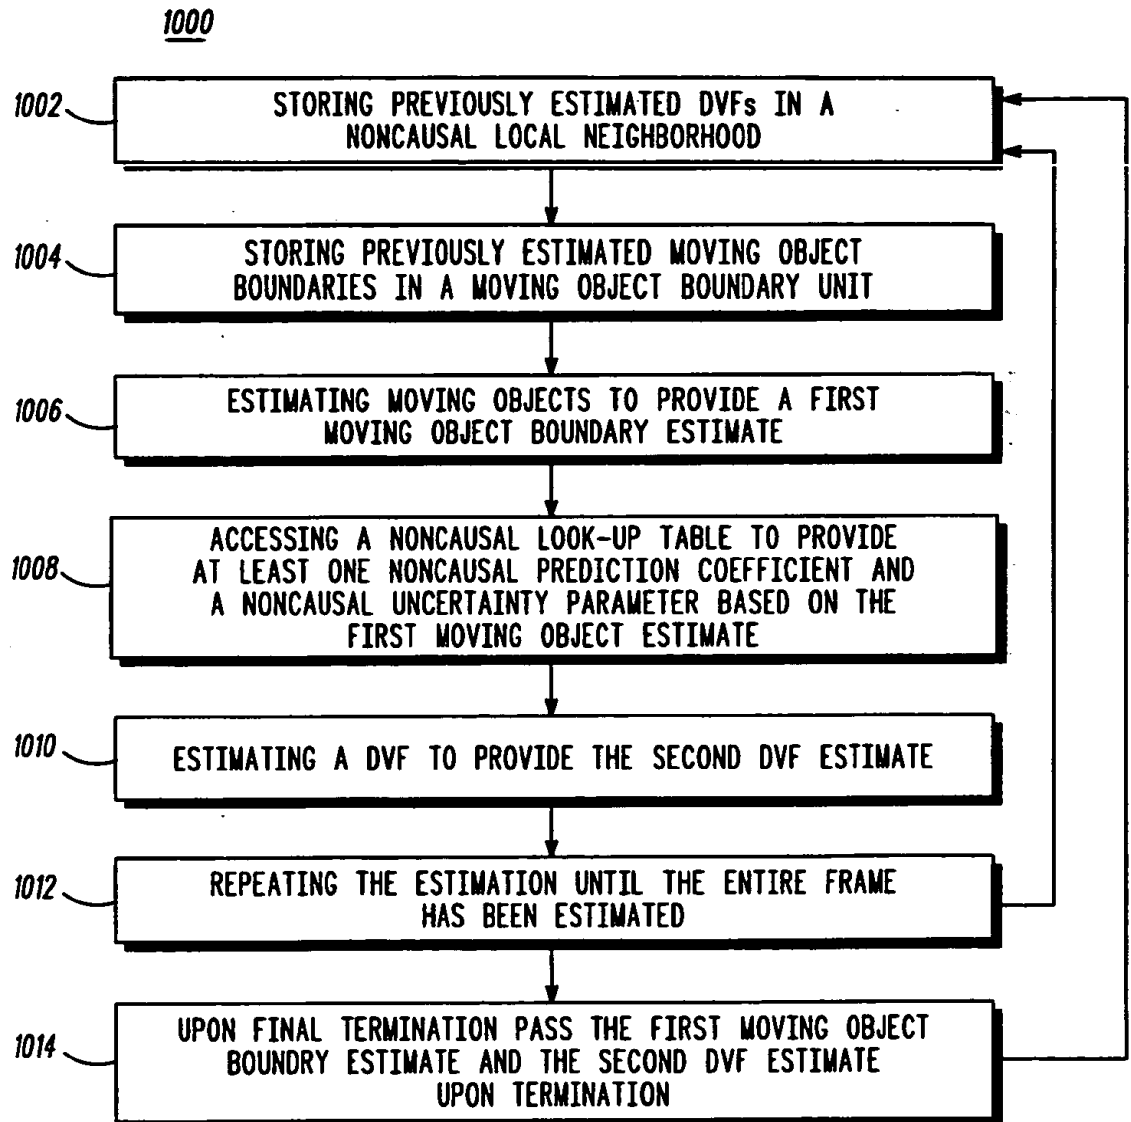 1000
1002
STORING PREVIOUSLY ESTIMATED DVFs IN A
NONCAUSAL LOCAL NEIGHBORHOOD
1004
STORING PREVIOUSLY ESTIMATED MOVING OBJECT
BOUNDARIES IN A MOVING OBJECT BOUNDARY UNIT
1006
ESTIMATING MOVING OBJECTS TO PROVIDE A FIRST
MOVING OBJECT BOUNDARY ESTIMATE
1008
ACCESSING A NONCAUSAL LOOK-UP TABLE TO PROVIDE
AT LEAST ONE NONCAUSAL PREDICTION COEFFICIENT AND
A NONCAUSAL UNCERTAINTY PARAMETER BASED ON THE
FIRST MOVING OBJECT ESTIMATE
1010
ESTIMATING A DVF TO PROVIDE THE SECOND DVF ESTIMATE
1012
REPEATING THE ESTIMATION UNTIL THE ENTIRE FRAME
HAS BEEN ESTIMATED
1014
UPON FINAL TERMINATION PASS THE FIRST MOVING OBJECT
BOUNDRY ESTIMATE AND THE SECOND DVF ESTIMATE
UPON TERMINATION